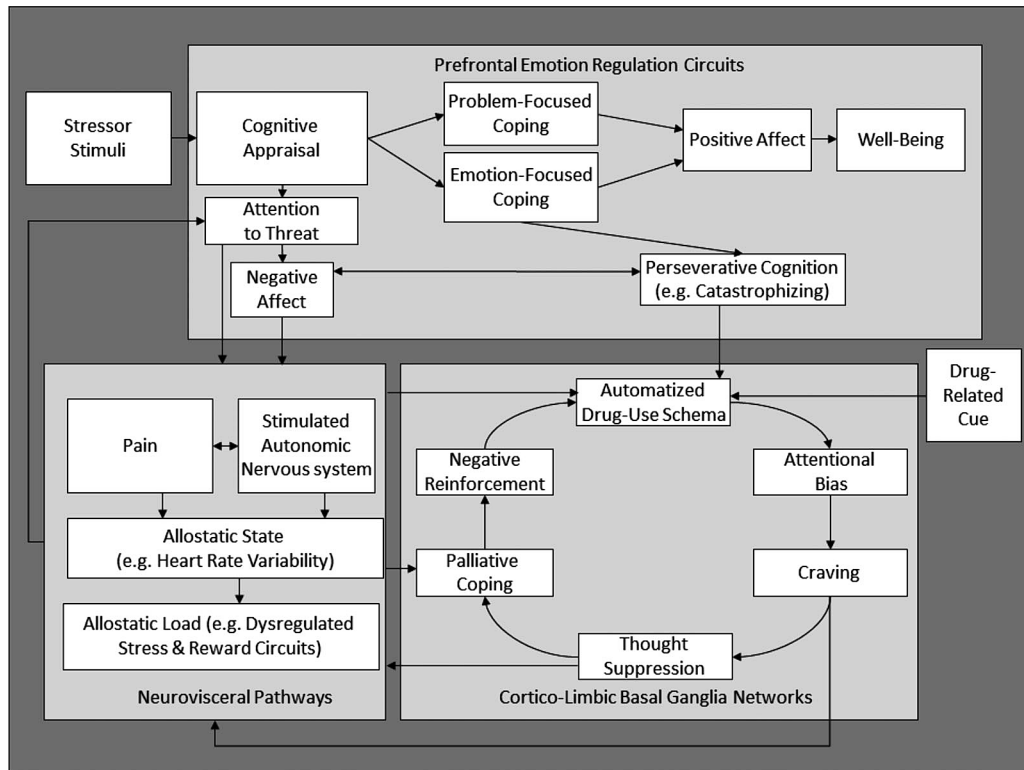 Prefrontal Emotion Regulation Circuits
Stressor
Stimuli
Cognitive
Appraisal
Problem-Focused
Coping
Emotion-Focused
Coping
Positive Affect
Well-Being
Attention
to Threat
Negative
Affect
Perseverative Cognition
(e.g. Catastrophizing)
Drug-
Related
Cue
Pain
Stimulated
Autonomic
Nervous system
Allostatic State
(e.g. Heart Rate Variability)
Allostatic Load (e.g. Dysregulated
Stress & Reward Circuits)
Neurovisceral Pathways
Automatized
Drug-Use Schema
Negative
Reinforcement
Attentional
Bias
Palliative
Coping
Craving
Thought
Suppression
Cortico-Limbic Basal Ganglia Networks